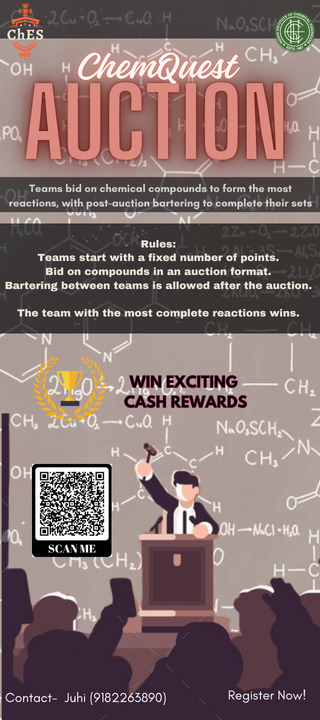 ChES
ChemQuest
AUCTION
Teams bid on chemical compounds to form the most
reactions, with post-auction bartering to complete their sets
Rules:
Teams start with a fixed number of points.
Bid on compounds in an auction format.
Bartering between teams is allowed after the auction.
The team with the most complete reactions wins.
WIN EXCITING
CASH REWARDS
SCAN ME
Contact- Juhi (9182263890)
Register Now!